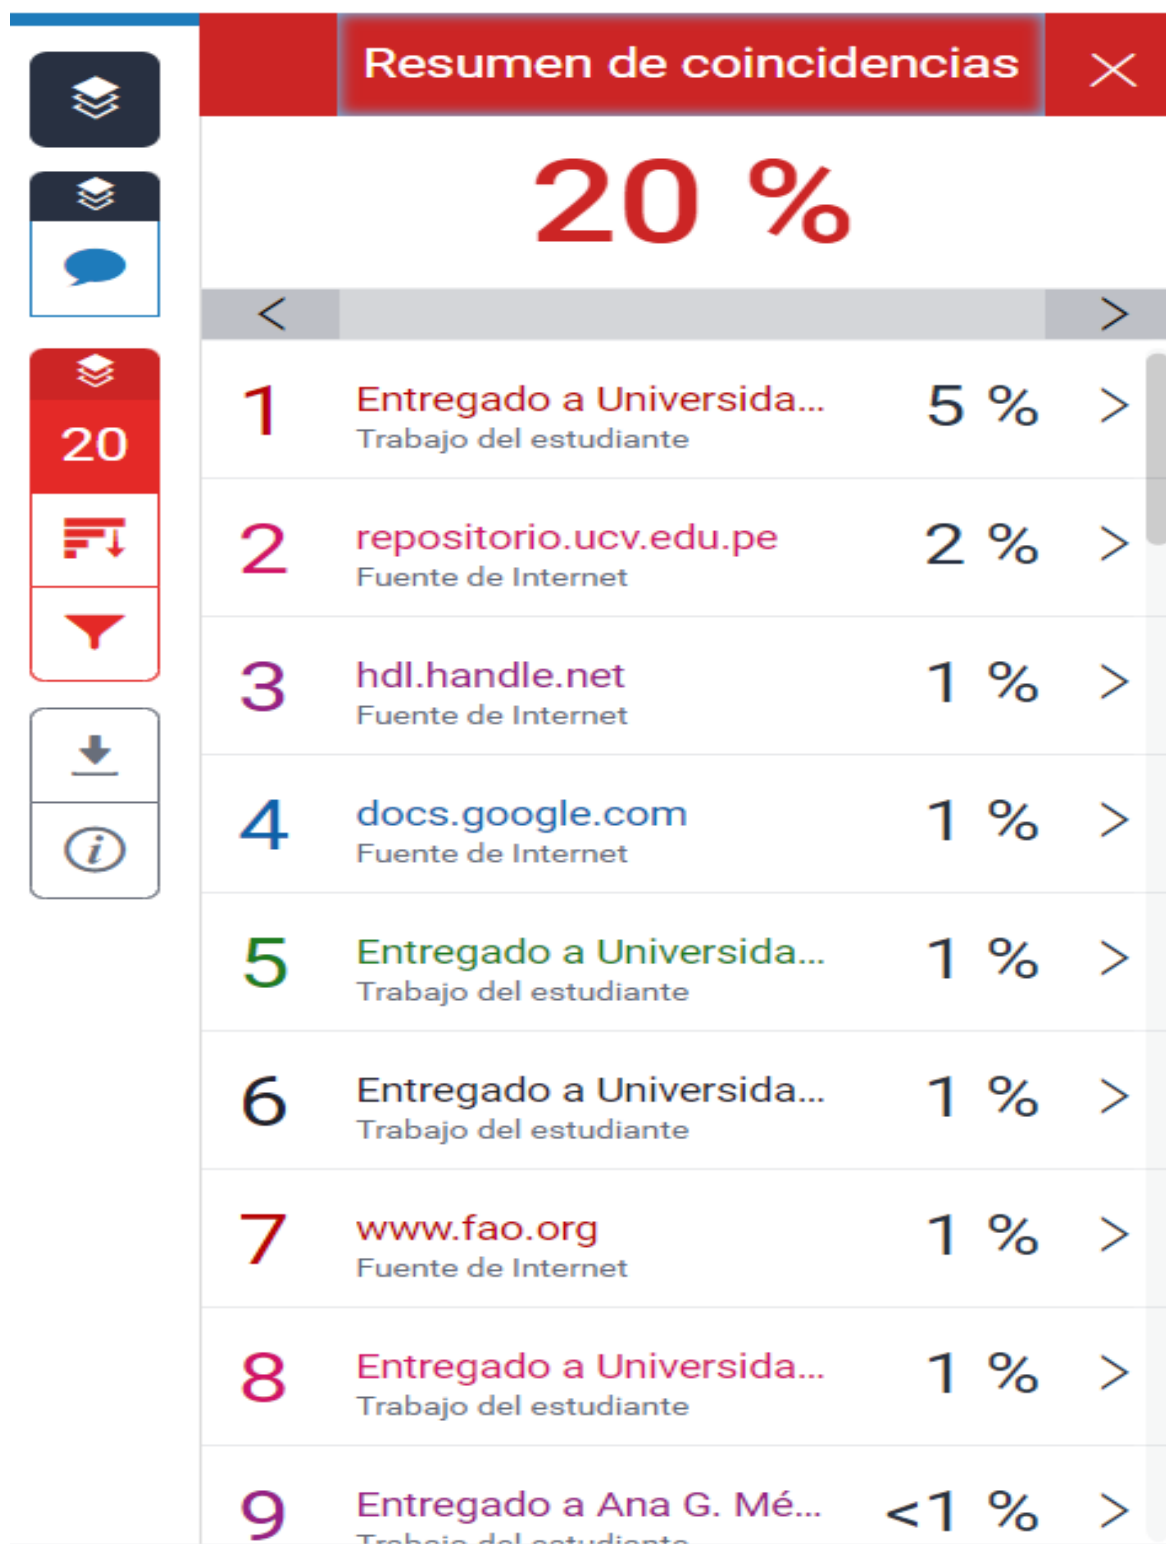 Resumen de coincidencias
20 %
20
1 Entregado a Universida... 5 %
Trabajo del estudiante
2 repositorio.ucv.edu.pe 2 %
Fuente de Internet
3 hdl.handle.net 1 %
Fuente de Internet
4 docs.google.com 1 %
Fuente de Internet
5 Entregado a Universida... 1 %
Trabajo del estudiante
6 Entregado a Universida... 1 %
Trabajo del estudiante
7 www.fao.org 1 %
Fuente de Internet
8 Entregado a Universida... 1 %
Trabajo del estudiante
9 Entregado a Ana G. Mé... <1 %
Trabajo del estudiante